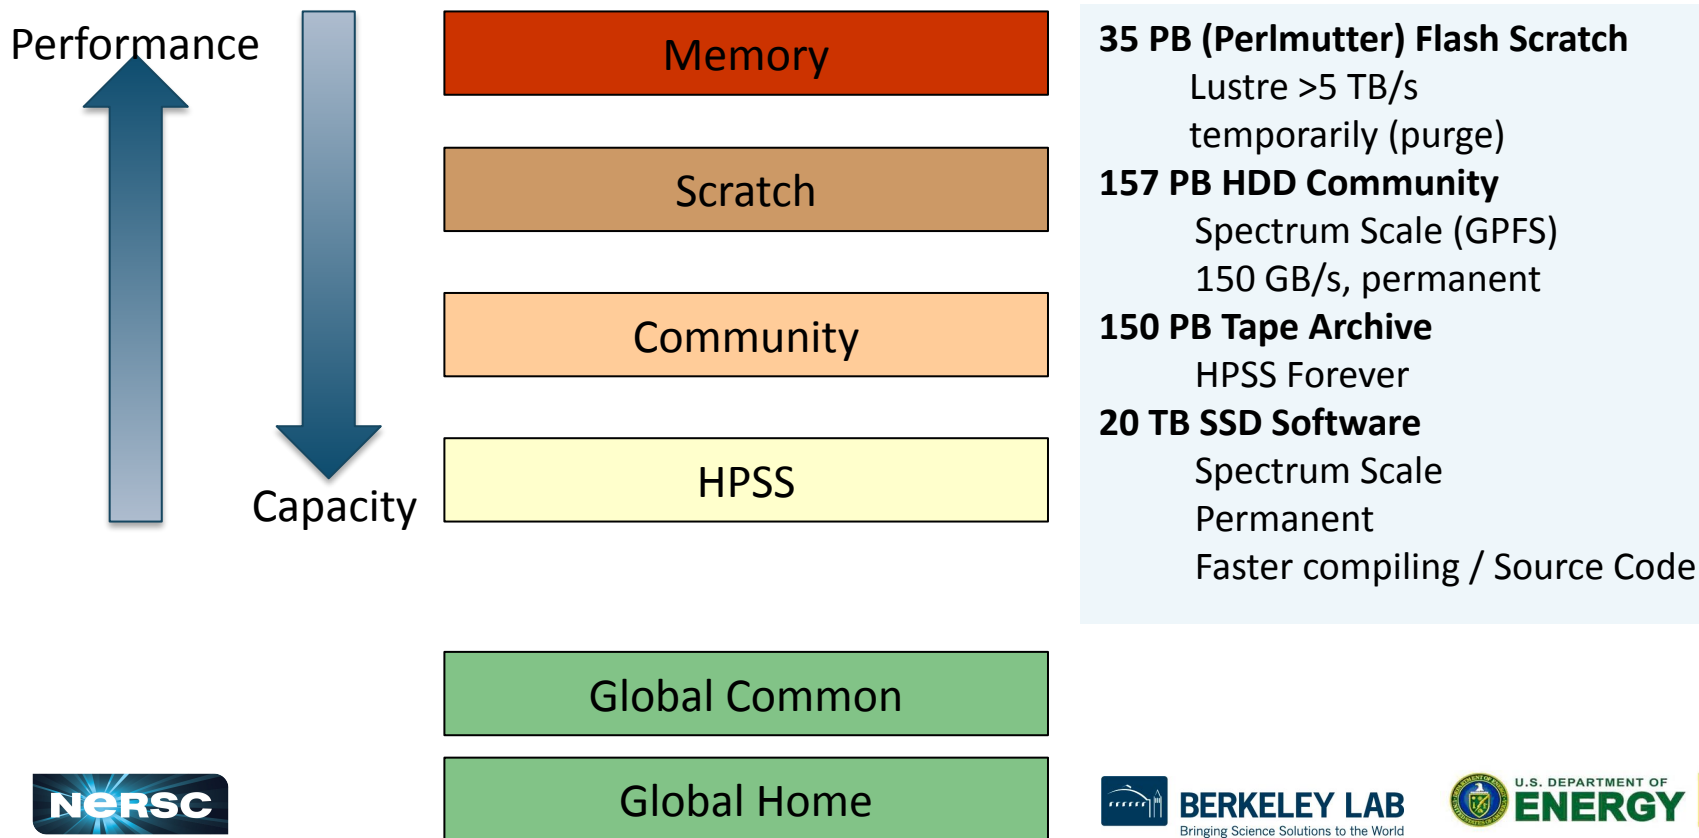 Performance
Capacity
Memory
Scratch
Community
HPSS
Global Common
Global Home
35 PB (Perlmutter) Flash Scratch
Lustre >5 TB/s
temporarily (purge)
157 PB HDD Community
Spectrum Scale (GPFS)
150 GB/s, permanent
150 PB Tape Archive
HPSS Forever
20 TB SSD Software
Spectrum Scale
Permanent
Faster compiling / Source Code
NERSC
BERKELEY LAB
Bringing Science Solutions to the World
U.S. DEPARTMENT OF
ENERGY